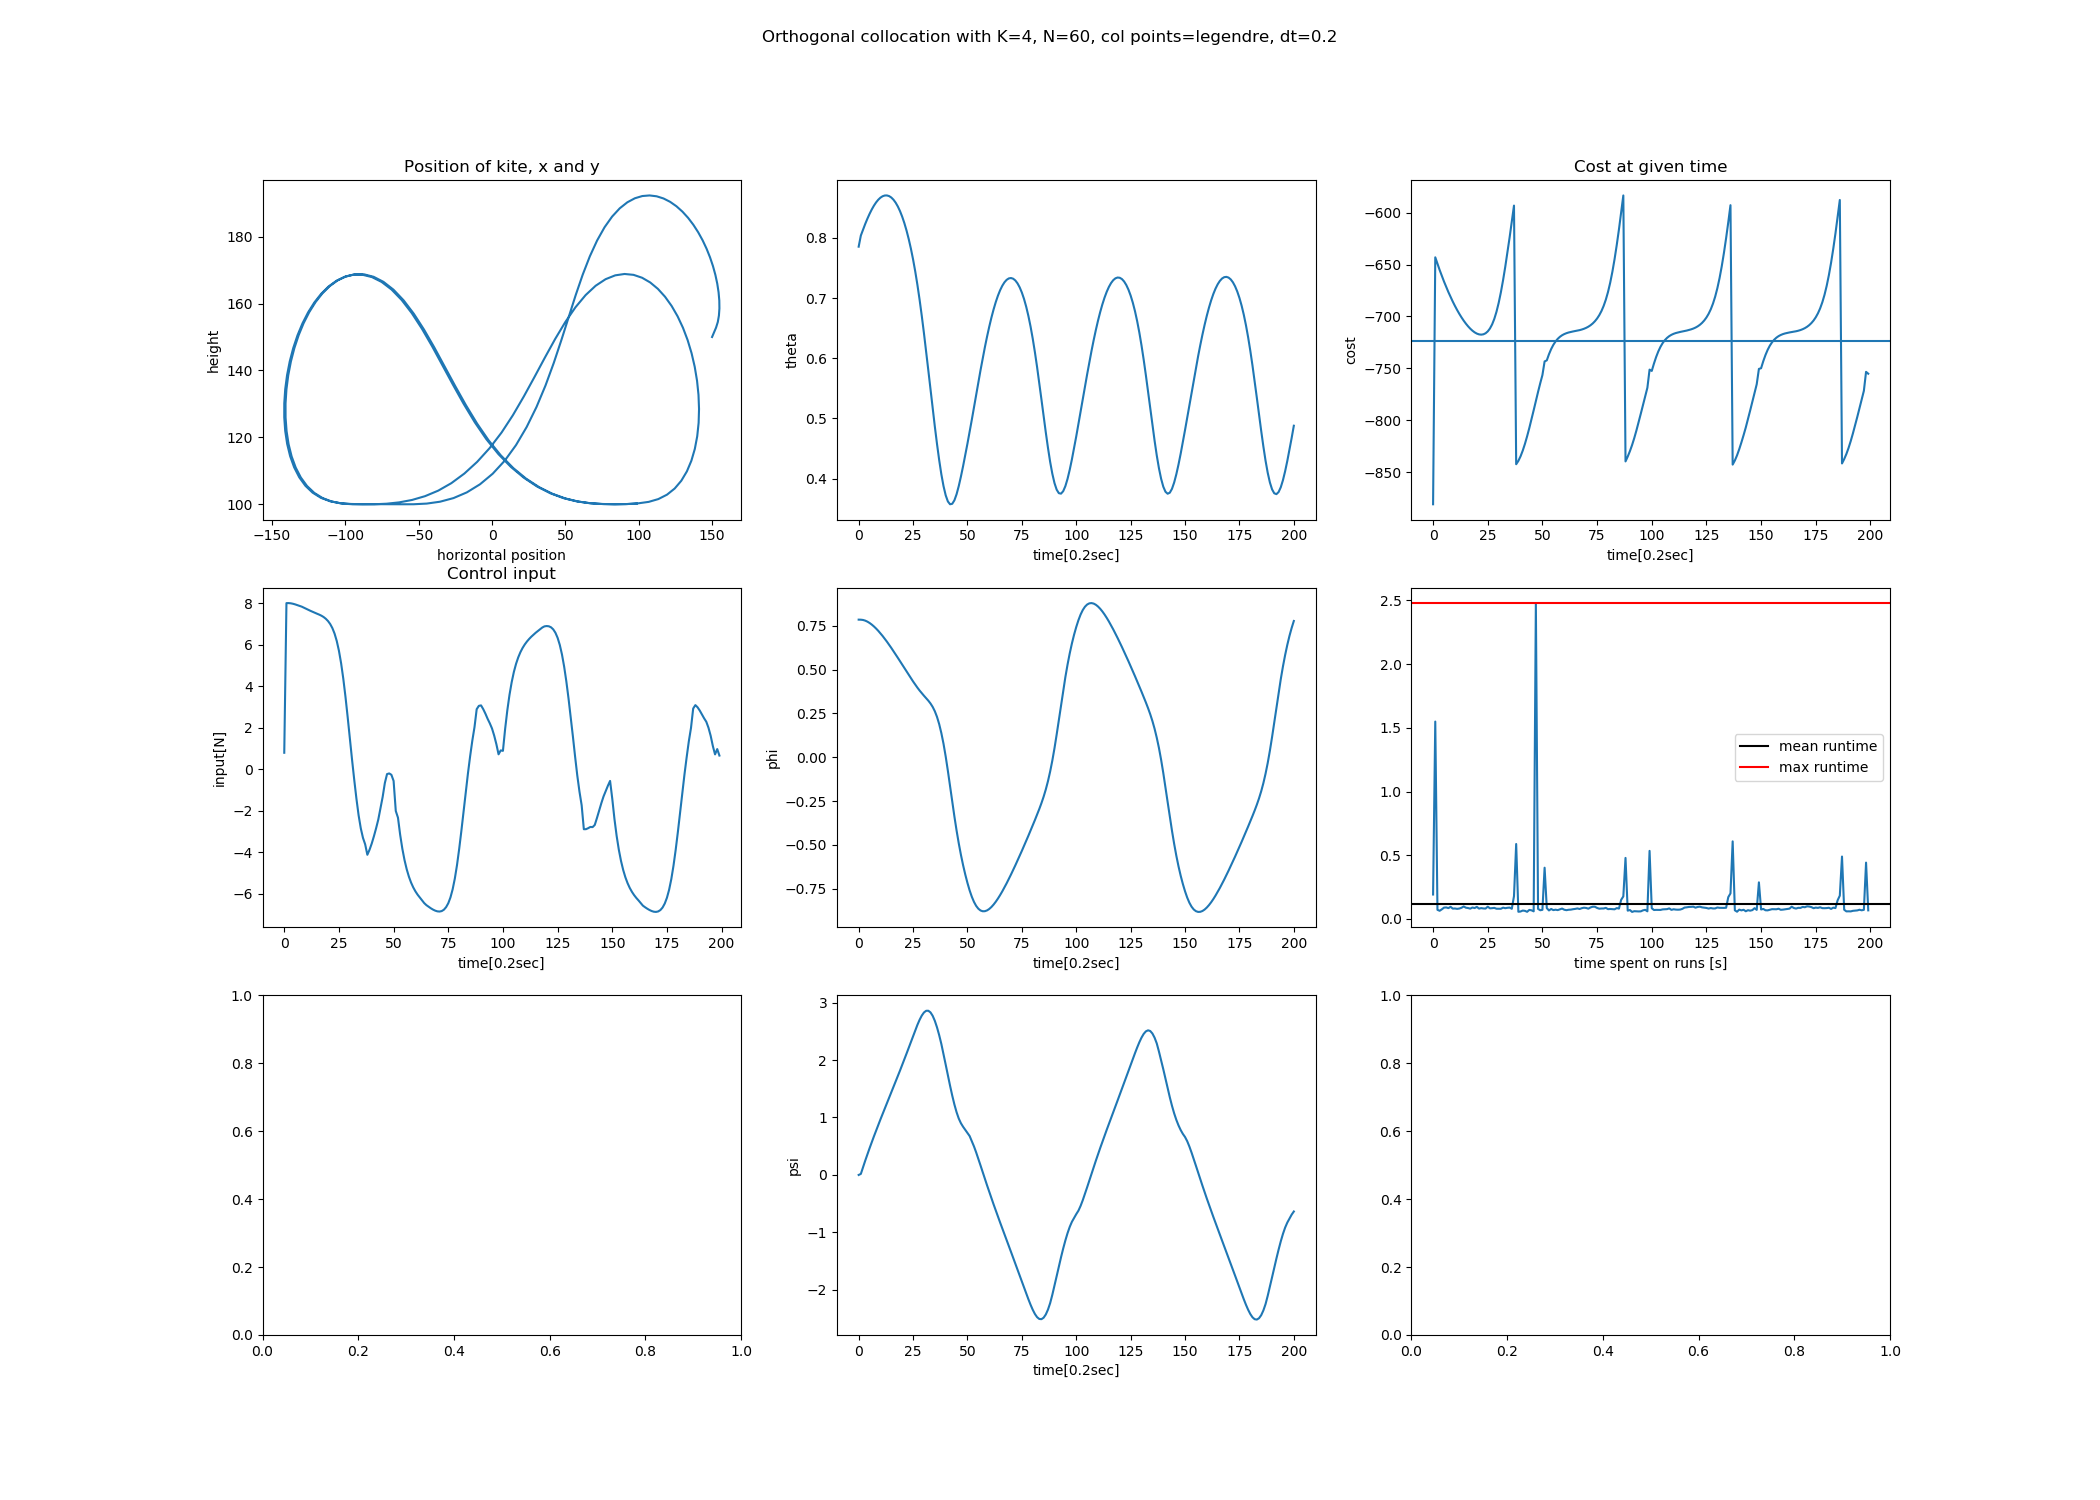 Orthogonal collocation with K=4, N=60, col points=legendre, dt=0.2
Position of kite, x and y
height
180
160
140
120
100
−150 −100 −50 0 50 100 150
horizontal position
theta
0.8
0.7
0.6
0.5
0.4
0 25 50 75 100 125 150 175 200
time[0.2sec]
Cost at given time
cost
−600
−650
−700
−750
−800
−850
0 25 50 75 100 125 150 175 200
time[0.2sec]
Control input
input[N]
8
6
4
2
0
−2
−4
−6
0 25 50 75 100 125 150 175 200
time[0.2sec]
phi
0.75
0.50
0.25
0.00
−0.25
−0.50
−0.75
0 25 50 75 100 125 150 175 200
time[0.2sec]
2.5
2.0
1.5
1.0
0.5
0.0
mean runtime
max runtime
0 25 50 75 100 125 150 175 200
time spent on runs [s]
1.0
0.8
0.6
0.4
0.2
0.0
0.0 0.2 0.4 0.6 0.8 1.0
psi
3
2
1
0
−1
−2
0 25 50 75 100 125 150 175 200
time[0.2sec]
1.0
0.8
0.6
0.4
0.2
0.0
0.0 0.2 0.4 0.6 0.8 1.0